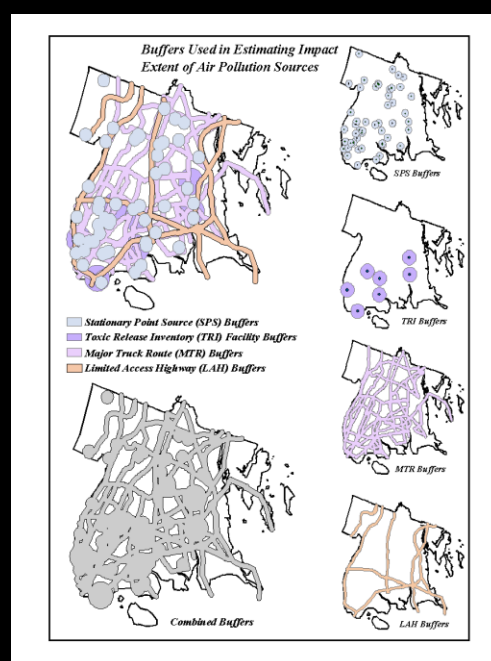 Buffers Used in Estimating Impact
Extent of Air Pollution Sources
SPS Buffers
TRI Buffers
Stationary Point Source (SPS) Buffers
Toxic Release Inventory (TRI) Facility Buffers
Major Truck Route (MTR) Buffers
Limited Access Highway (LAH) Buffers
MTR Buffers
Combined Buffers
LAH Buffers